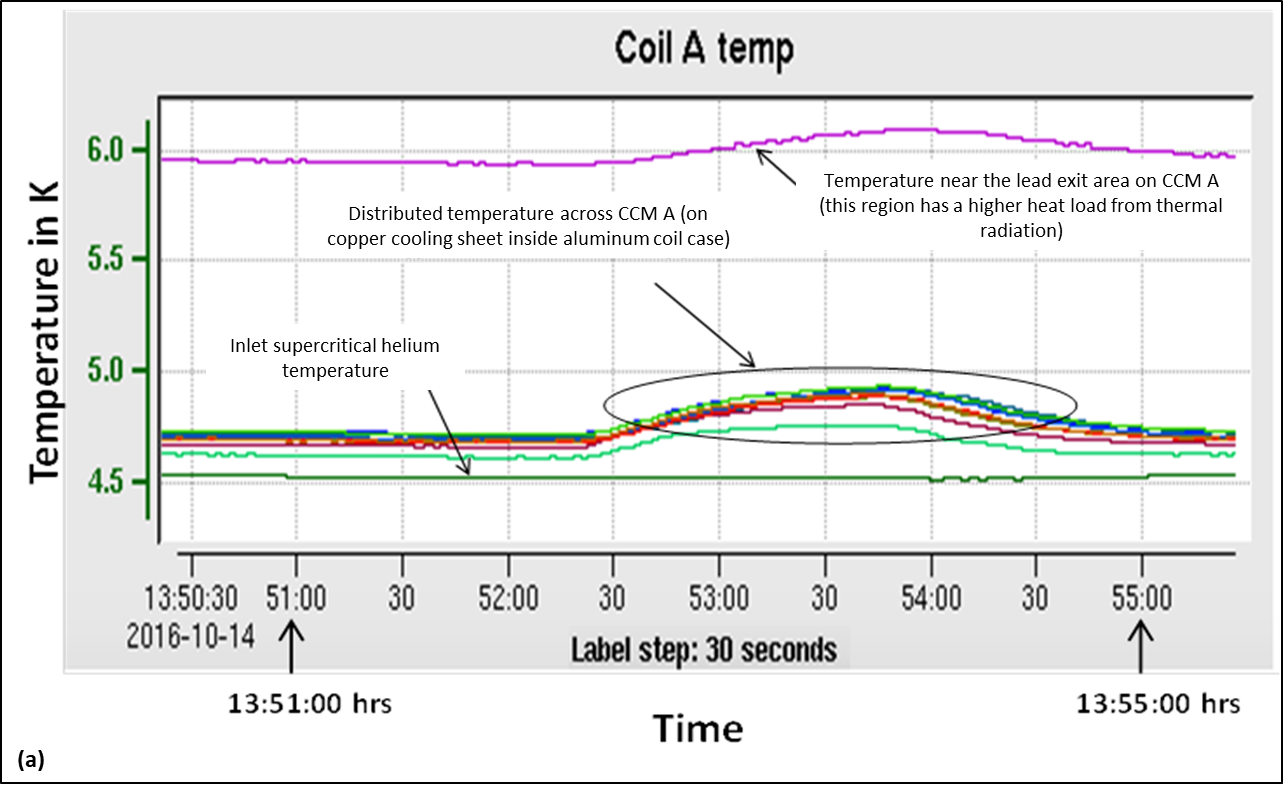 Coil A temp
Temperature in K
6.0
5.5
5.0
4.5
Temperature near the lead exit area on CCM A
(this region has a higher heat load from thermal
radiation)
Distributed temperature across CCM A (on
copper cooling sheet inside aluminum coil case)
Inlet supercritical helium
temperature
13:50:30 51:00 30 52:00 30 53:00 30 54:00 30 55:00
2016-10-14
Label step: 30 seconds
13:51:00 hrs
13:55:00 hrs
Time
(a)